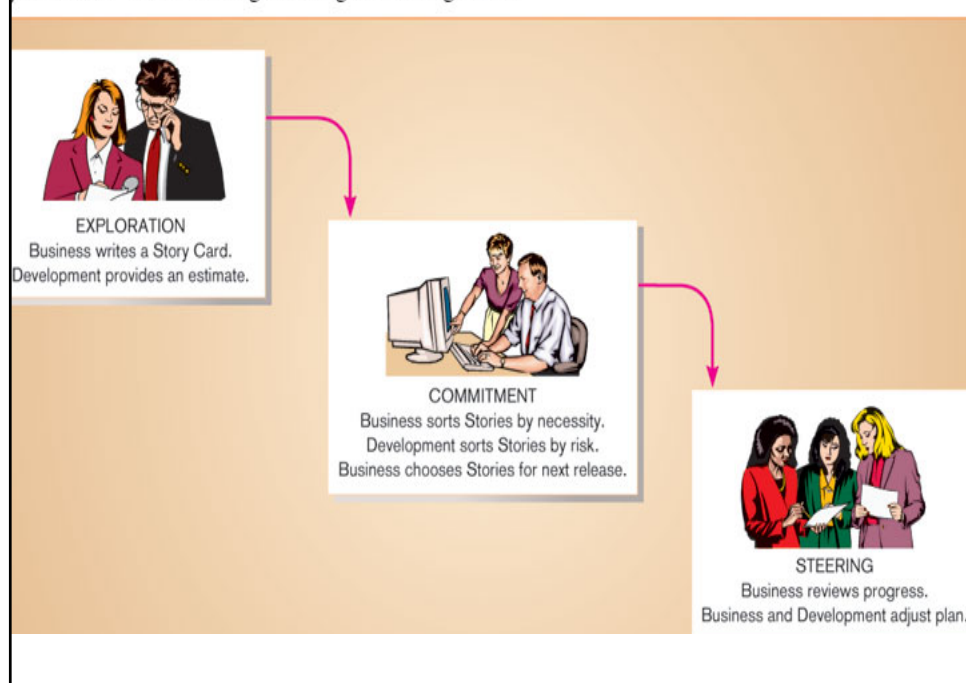 EXPLORATION
Business writes a Story Card.
Development provides an estimate.
COMMITMENT
Business sorts Stories by necessity.
Development sorts Stories by risk.
Business chooses Stories for next release.
STEERING
Business reviews progress.
Business and Development adjust plan.